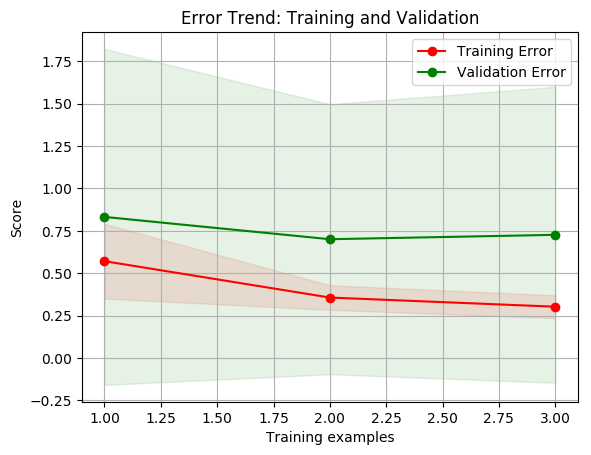 Error Trend: Training and Validation
Training Error
Validation Error
1.75
1.50
1.25
1.00
0.75
0.50
0.25
0.00
−0.25
Score
1.00 1.25 1.50 1.75 2.00 2.25 2.50 2.75 3.00
Training examples